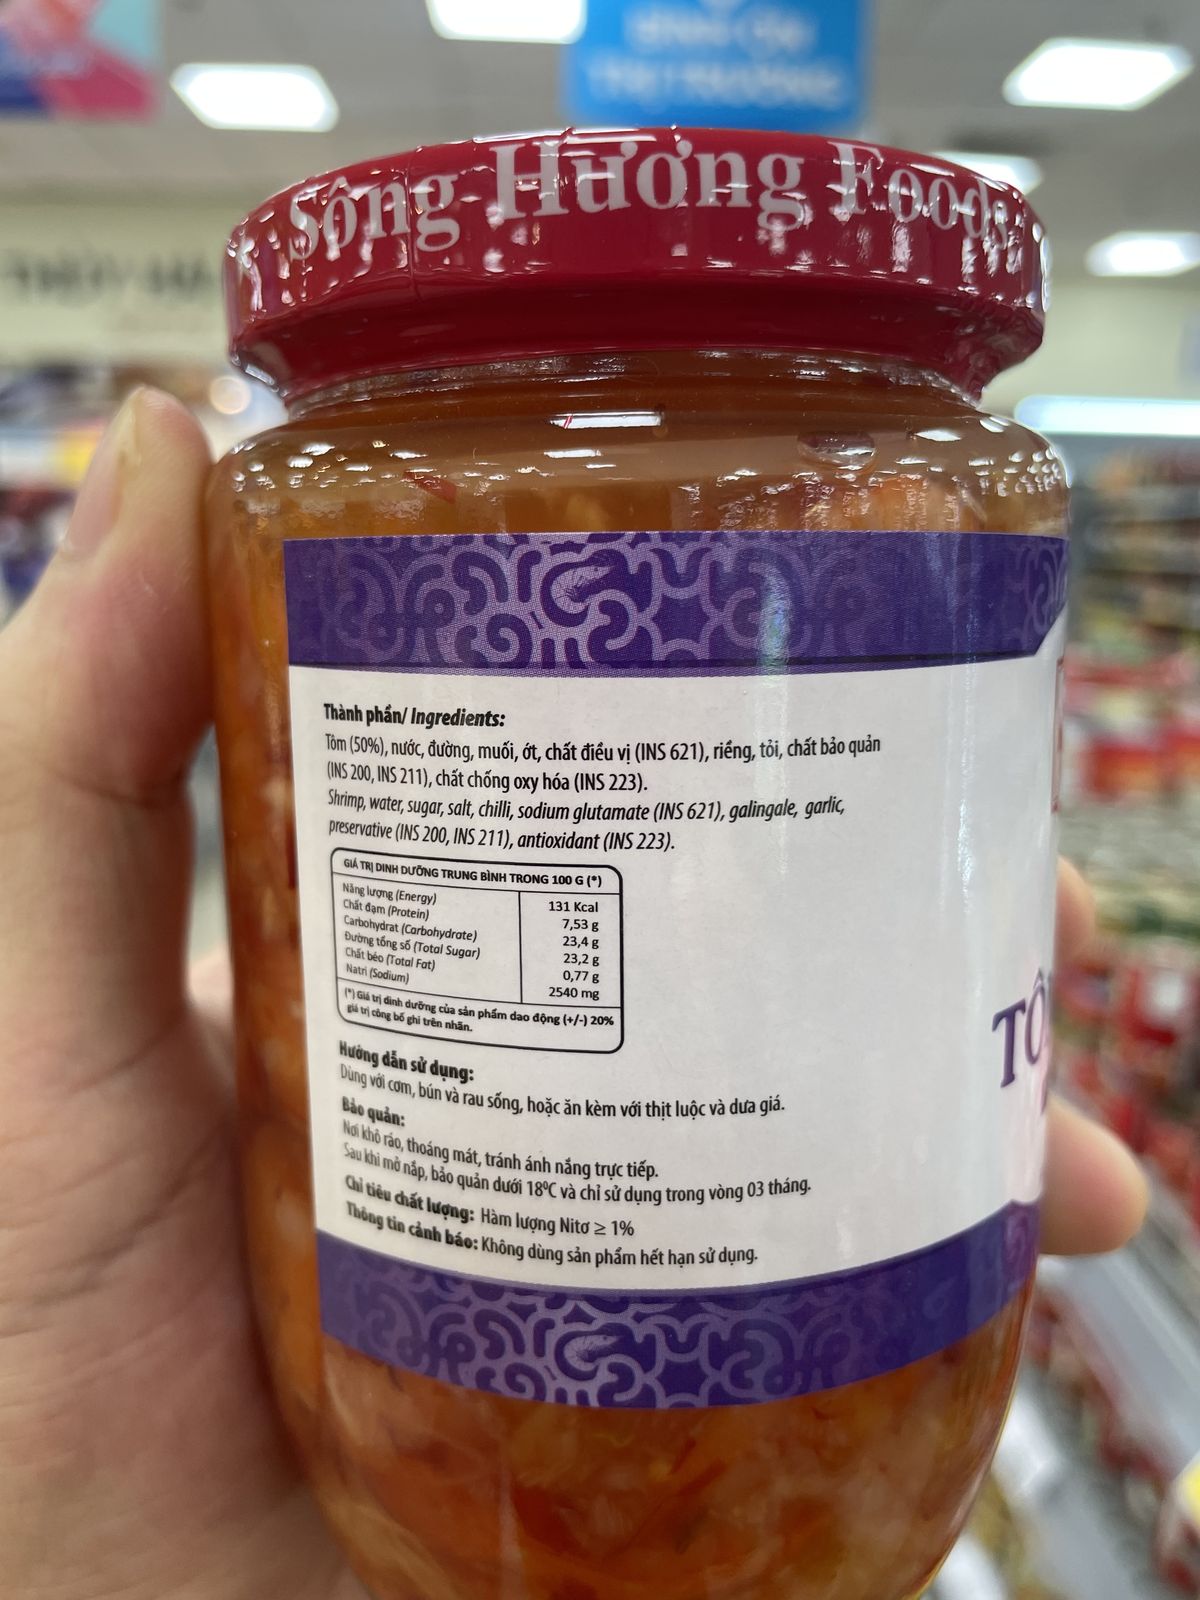 Sông Hương Foods
Thành phần/ Ingredients:
Tôm (50%), nước, đường, muối, ớt, chất điều vị (INS 621), riềng, tỏi, chất bảo quản
(INS 200, INS 211), chất chống oxy hóa (INS 223).
Shrimp, water, sugar, salt, chilli, sodium glutamate (INS 621), galingale, garlic,
preservative (INS 200, INS 211), antioxidant (INS 223).
GIÁ TRỊ DINH DƯỠNG TRUNG BÌNH TRONG 100 G (*)
Năng lượng (Energy) 131 Kcal
Chất đạm (Protein) 7,53 g
Carbohydrat (Carbohydrate) 23,4 g
Đường tổng số (Total Sugar) 23,2 g
Chất béo (Total Fat) 0,77 g
Natri (Sodium) 2540 mg
(*) Giá trị dinh dưỡng của sản phẩm dao động (+/-) 20%
giá trị công bố ghi trên nhãn.
Hướng dẫn sử dụng:
Dùng với cơm, bún và rau sống, hoặc ăn kèm với thịt luộc và dưa giá.
Bảo quản:
Nơi khô ráo, thoáng mát, tránh ánh nắng trực tiếp.
Sau khi mở nắp, bảo quản dưới 18⁰C và chỉ sử dụng trong vòng 03 tháng.
Chỉ tiêu chất lượng: Hàm lượng Nitơ ≥ 1%
Thông tin cảnh báo: Không dùng sản phẩm hết hạn sử dụng.
TÔ